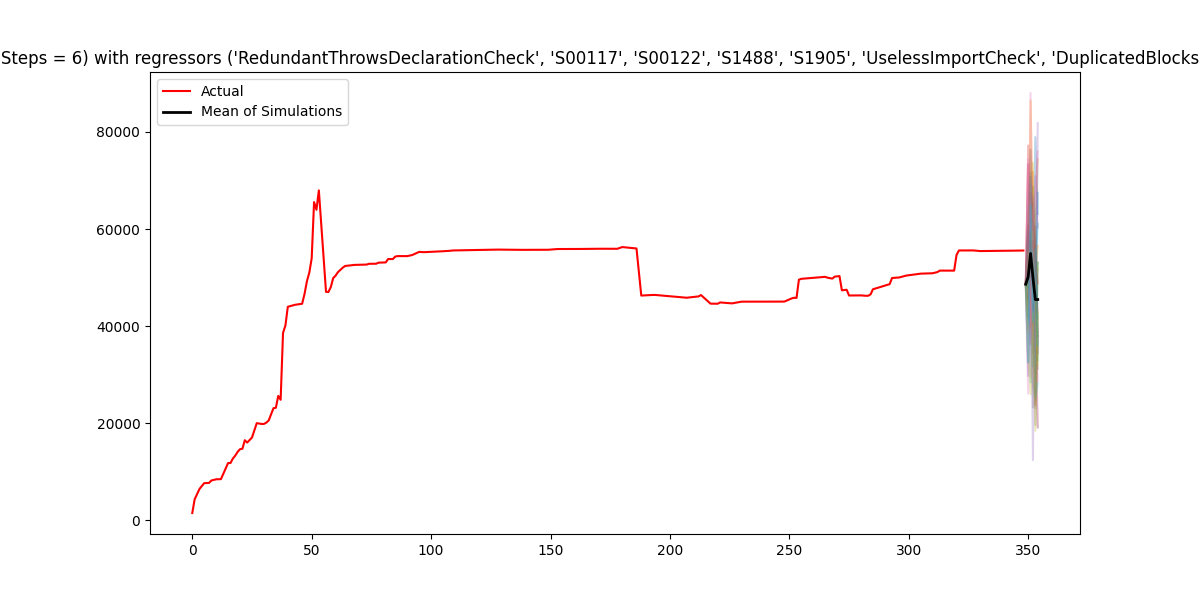 Steps = 6) with regressors ('RedundantThrowsDeclarationCheck', 'S00117', 'S00122', 'S1488', 'S1905', 'UselessImportCheck', 'DuplicatedBlocks
Actual
Mean of Simulations
80000
60000
40000
20000
0
0 50 100 150 200 250 300 350